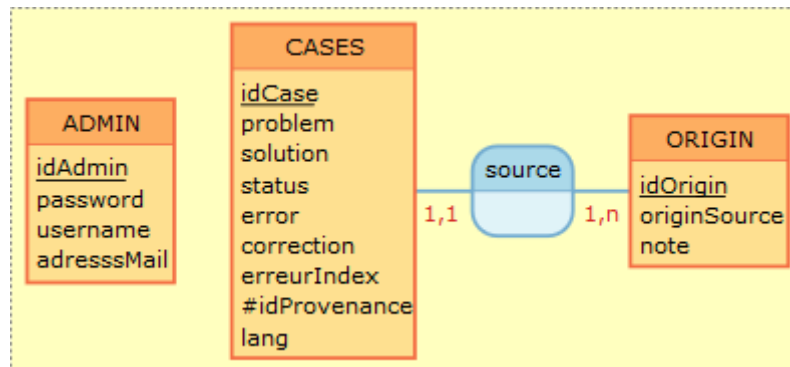 ADMIN
idAdmin
password
username
adresssMail
CASES
idCase
problem
solution
status
error
correction
erreurIndex
#idProvenance
lang
1,1
source
1,n
ORIGIN
idOrigin
originSource
note